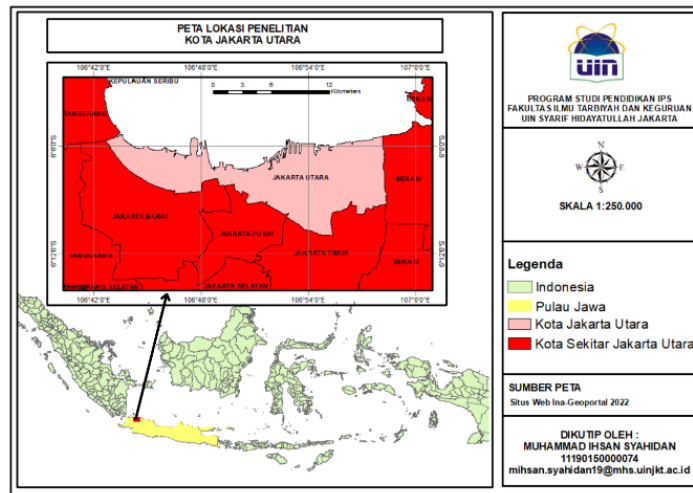 PETA LOKASI PENELITIAN
KOTA JAKARTA UTARA
106°42'0"E
106°48'0"E
106°54'0"E
107°0'0"E
KEPULAUAN SERIBU
0 3 6 12
Kilometers
BEKASI
TANGERANG
6°6'0"S
6°6'0"S
JAKARTA UTARA
BEKASI
JAKARTA BARAT
JAKARTA PUSAT
TANGERANG
JAKARTA TIMUR
BEKASI
6°12'0"S
6°12'0"S
TANGERANG SELATAN
JAKARTA SELATAN
106°42'0"E
106°48'0"E
106°54'0"E
107°0'0"E
UIN
PROGRAM STUDI PENDIDIKAN IPS
FAKULTAS ILMU TARBIYAH DAN KEGURUAN
UIN SYARIF HIDAYATULLAH JAKARTA
N
W E
S
SKALA 1:250.000
Legenda
Indonesia
Pulau Jawa
Kota Jakarta Utara
Kota Sekitar Jakarta Utara
SUMBER PETA
Situs Web Ina-Geoportal 2022
DIKUTIP OLEH :
MUHAMMAD IHSAN SYAHIDAN
11190150000074
mihsan.syahidan19@mhs.uinjkt.ac.id